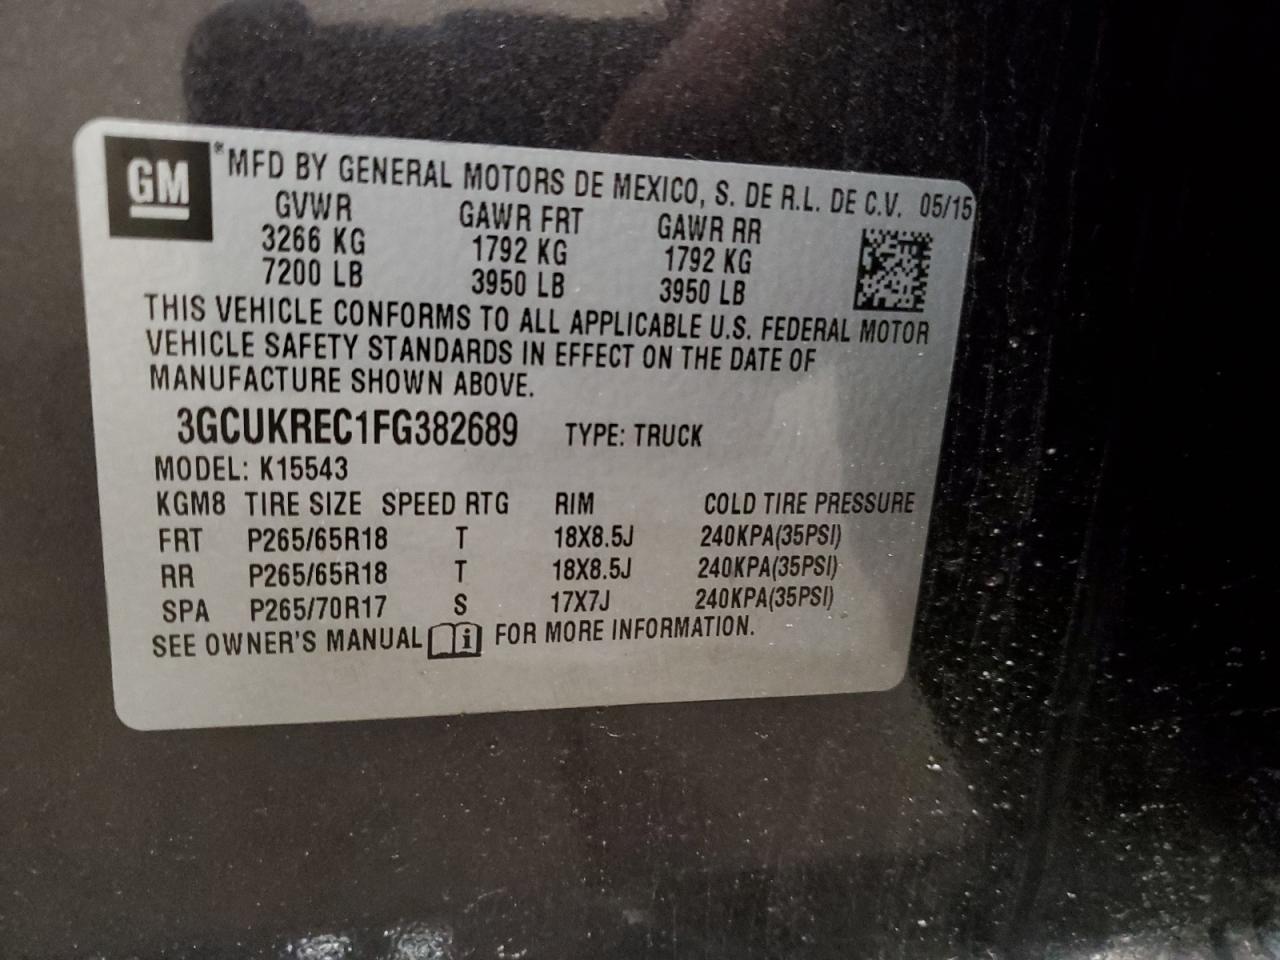 GM ® MFD BY GENERAL MOTORS DE MEXICO, S. DE R.L. DE C.V. 05/15
GVWR GAWR FRT GAWR RR
3266 KG 1792 KG 1792 KG
7200 LB 3950 LB 3950 LB
THIS VEHICLE CONFORMS TO ALL APPLICABLE U.S. FEDERAL MOTOR
VEHICLE SAFETY STANDARDS IN EFFECT ON THE DATE OF
MANUFACTURE SHOWN ABOVE.
3GCUKREC1FG382689 TYPE: TRUCK
MODEL: K15543
KGM8 TIRE SIZE SPEED RTG RIM COLD TIRE PRESSURE
FRT P265/65R18 T 18X8.5J 240KPA(35PSI)
RR P265/65R18 T 18X8.5J 240KPA(35PSI)
SPA P265/70R17 S 17X7J 240KPA(35PSI)
SEE OWNER'S MANUAL i FOR MORE INFORMATION.